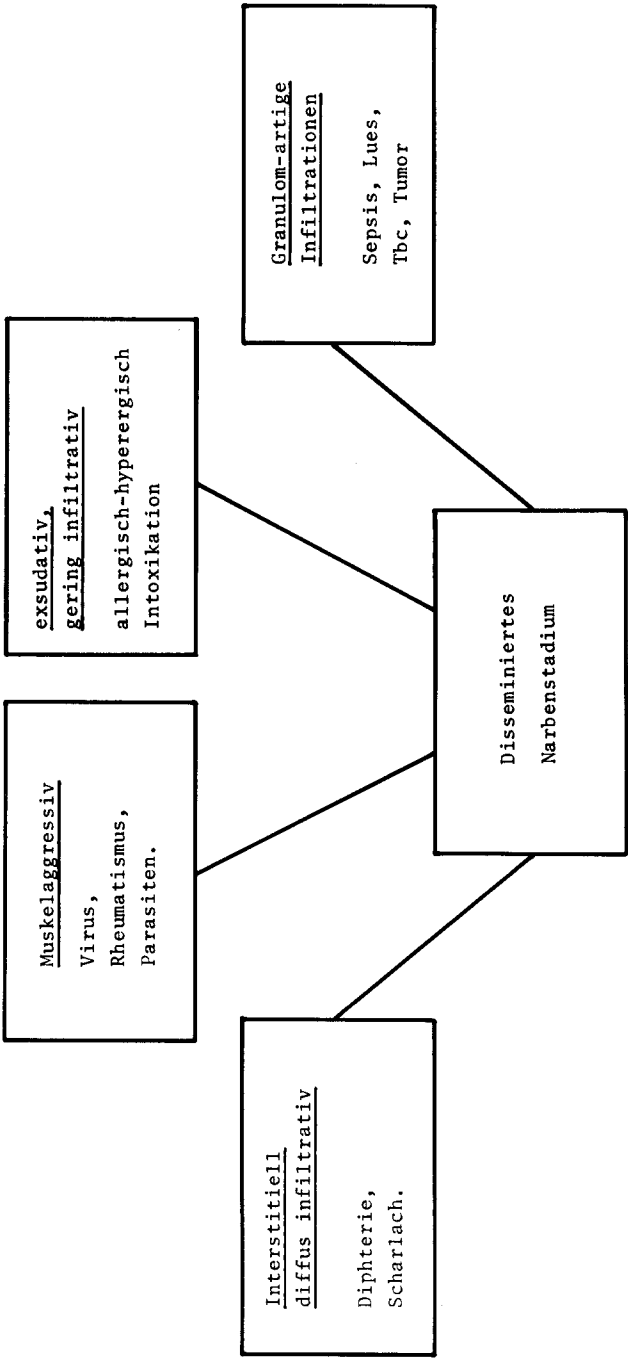 Muskelaggressiv
Virus,
Rheumatismus,
Parasiten.
exsudativ,
gering infiltrativ
allergisch-hyperergisch
Intoxikation
Interstitiell
diffus infiltrativ
Diphterie,
Scharlach.
Granulom-artige
Infiltrationen
Sepsis, Lues,
Tbc, Tumor
Disseminiertes
Narbenstadium